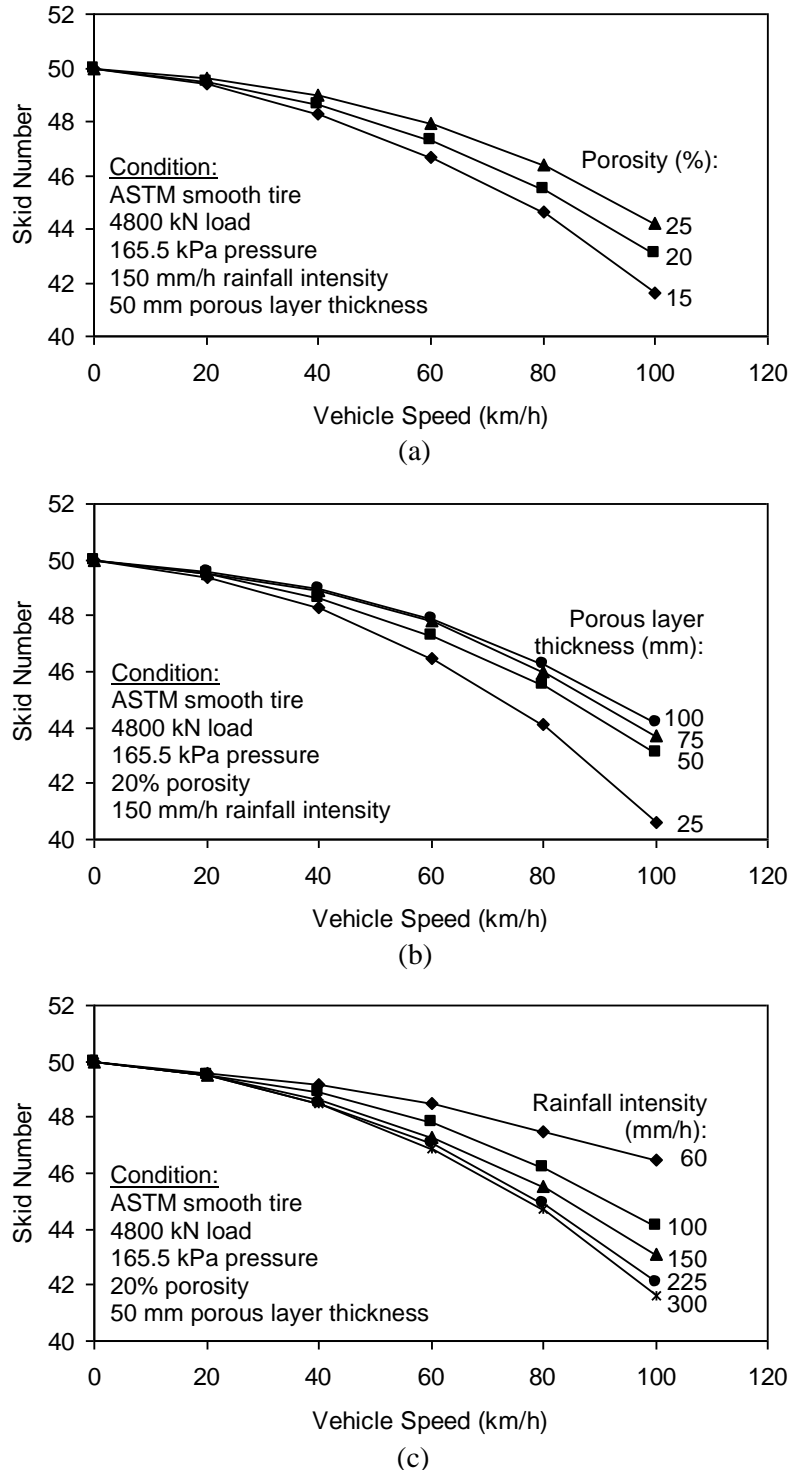 52
50
48
46
44
42
40
Skid Number
Condition:
ASTM smooth tire
4800 kN load
165.5 kPa pressure
150 mm/h rainfall intensity
50 mm porous layer thickness
Porosity (%):
25
20
15
0 20 40 60 80 100 120
Vehicle Speed (km/h)
(a)
52
50
48
46
44
42
40
Skid Number
Condition:
ASTM smooth tire
4800 kN load
165.5 kPa pressure
20% porosity
150 mm/h rainfall intensity
Porous layer
thickness (mm):
100
75
50
25
0 20 40 60 80 100 120
Vehicle Speed (km/h)
(b)
52
50
48
46
44
42
40
Skid Number
Condition:
ASTM smooth tire
4800 kN load
165.5 kPa pressure
20% porosity
50 mm porous layer thickness
Rainfall intensity
(mm/h):
60
100
150
225
300
0 20 40 60 80 100 120
Vehicle Speed (km/h)
(c)